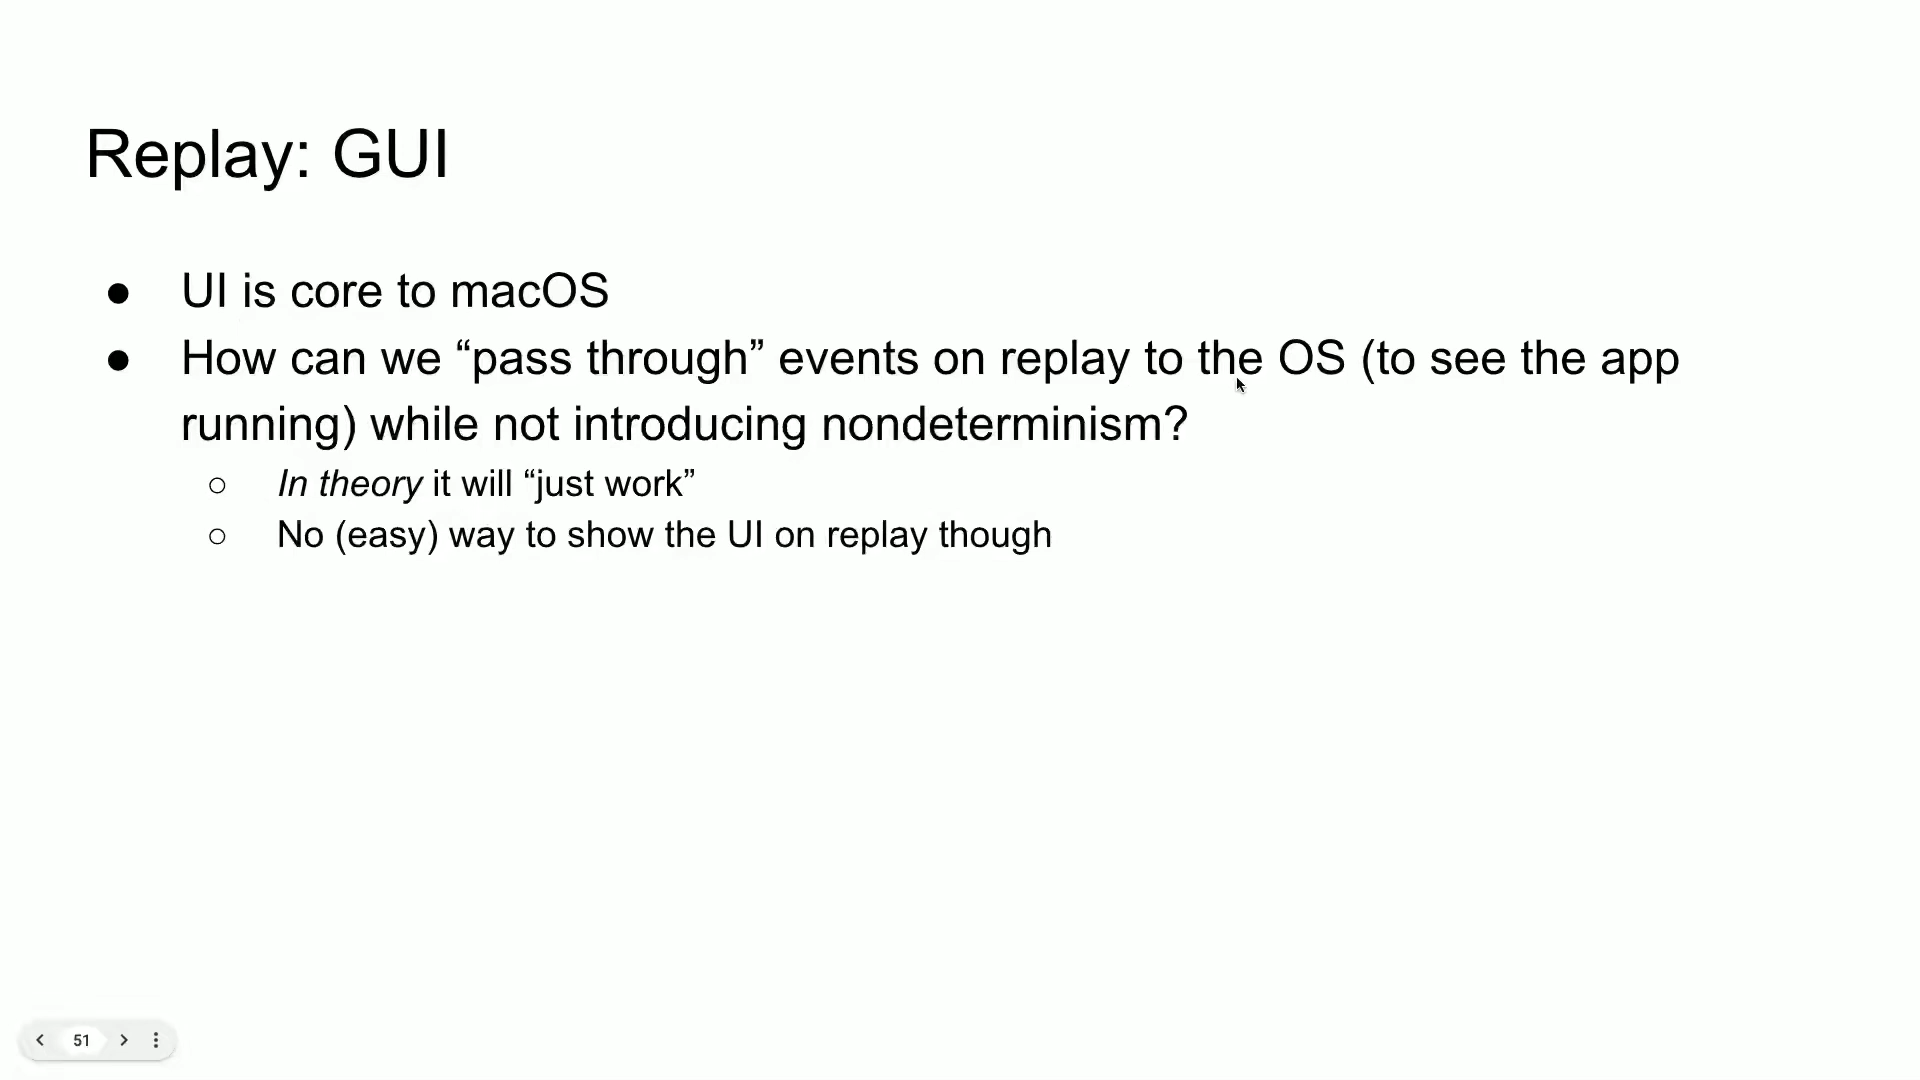 Replay: GUI
● UI is core to macOS
● How can we “pass through” events on replay to the OS (to see the app
running) while not introducing nondeterminism?
○ In theory it will “just work”
○ No (easy) way to show the UI on replay though
51